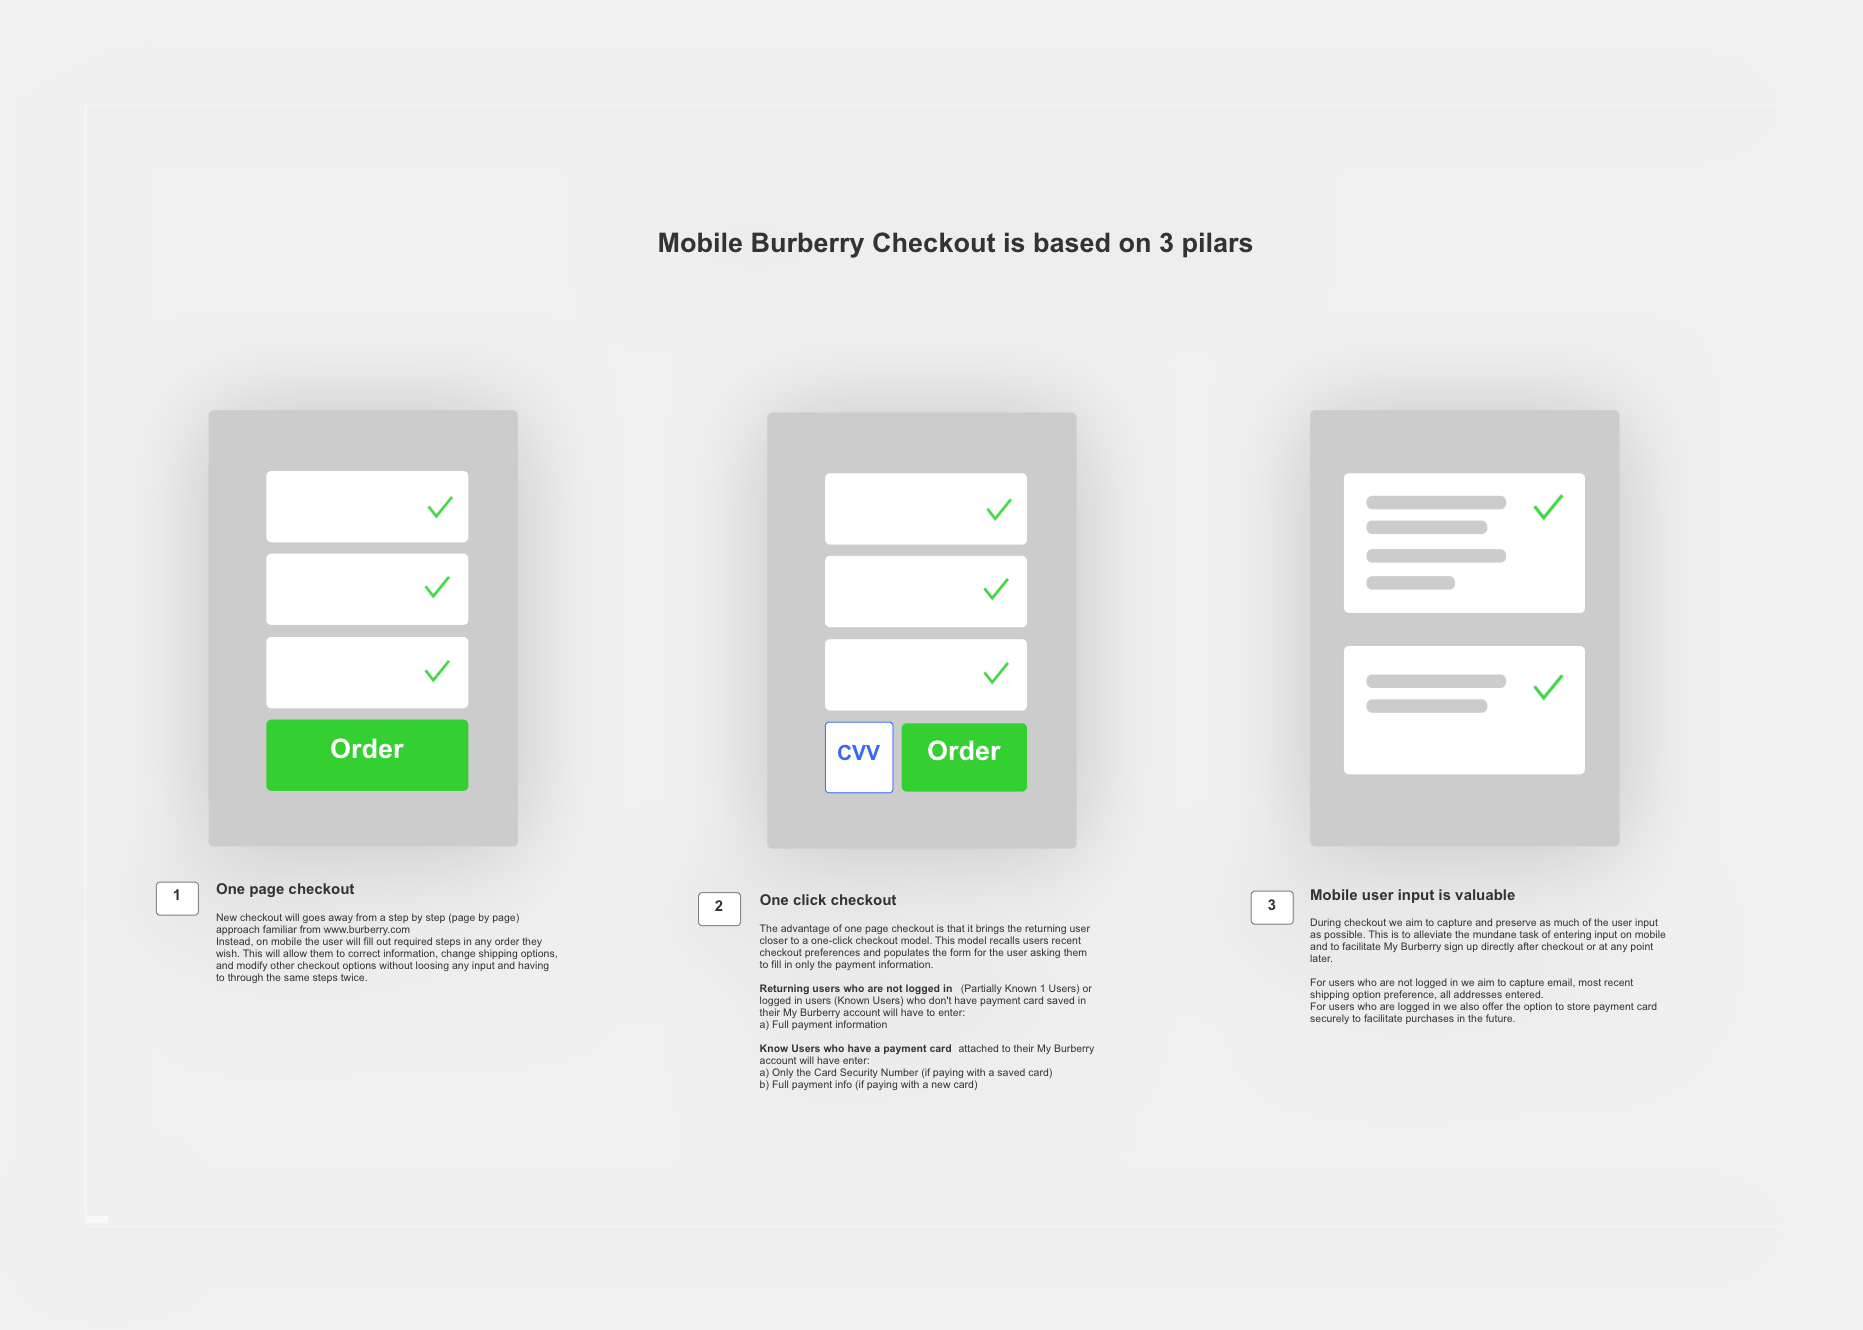 Mobile Burberry Checkout is based on 3 pilars
Order
CVV
Order
1
One page checkout
New checkout will goes away from a step by step (page by page)
approach familiar from www.burberry.com
Instead, on mobile the user will fill out required steps in any order they
wish. This will allow them to correct information, change shipping options,
and modify other checkout options without loosing any input and having
to through the same steps twice.
2
One click checkout
The advantage of one page checkout is that it brings the returning user
closer to a one-click checkout model. This model recalls users recent
checkout preferences and populates the form for the user asking them
to fill in only the payment information.
Returning users who are not logged in (Partially Known 1 Users) or
logged in users (Known Users) who don't have payment card saved in
their My Burberry account will have to enter:
a) Full payment information
Know Users who have a payment card attached to their My Burberry
account will have enter:
a) Only the Card Security Number (if paying with a saved card)
b) Full payment info (if paying with a new card)
3
Mobile user input is valuable
During checkout we aim to capture and preserve as much of the user input
as possible. This is to alleviate the mundane task of entering input on mobile
and to facilitate My Burberry sign up directly after checkout or at any point
later.
For users who are not logged in we aim to capture email, most recent
shipping option preference, all addresses entered.
For users who are logged in we also offer the option to store payment card
securely to facilitate purchases in the future.